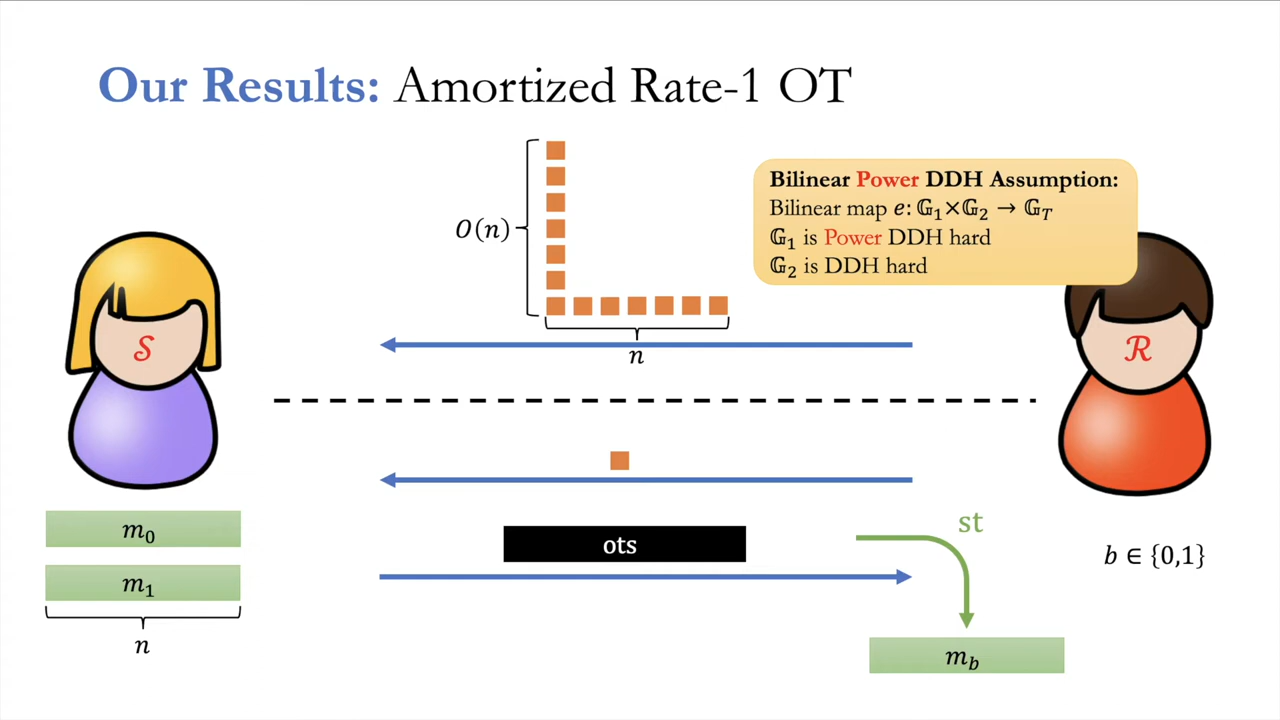 Our Results: Amortized Rate-1 OT
Bilinear Power DDH Assumption:
Bilinear map e: 𝔾₁×𝔾₂ → 𝔾_T
𝔾₁ is Power DDH hard
𝔾₂ is DDH hard
O(n)
n
𝒮
ℛ
m₀
m₁
n
ots
st
b ∈ {0,1}
m_b